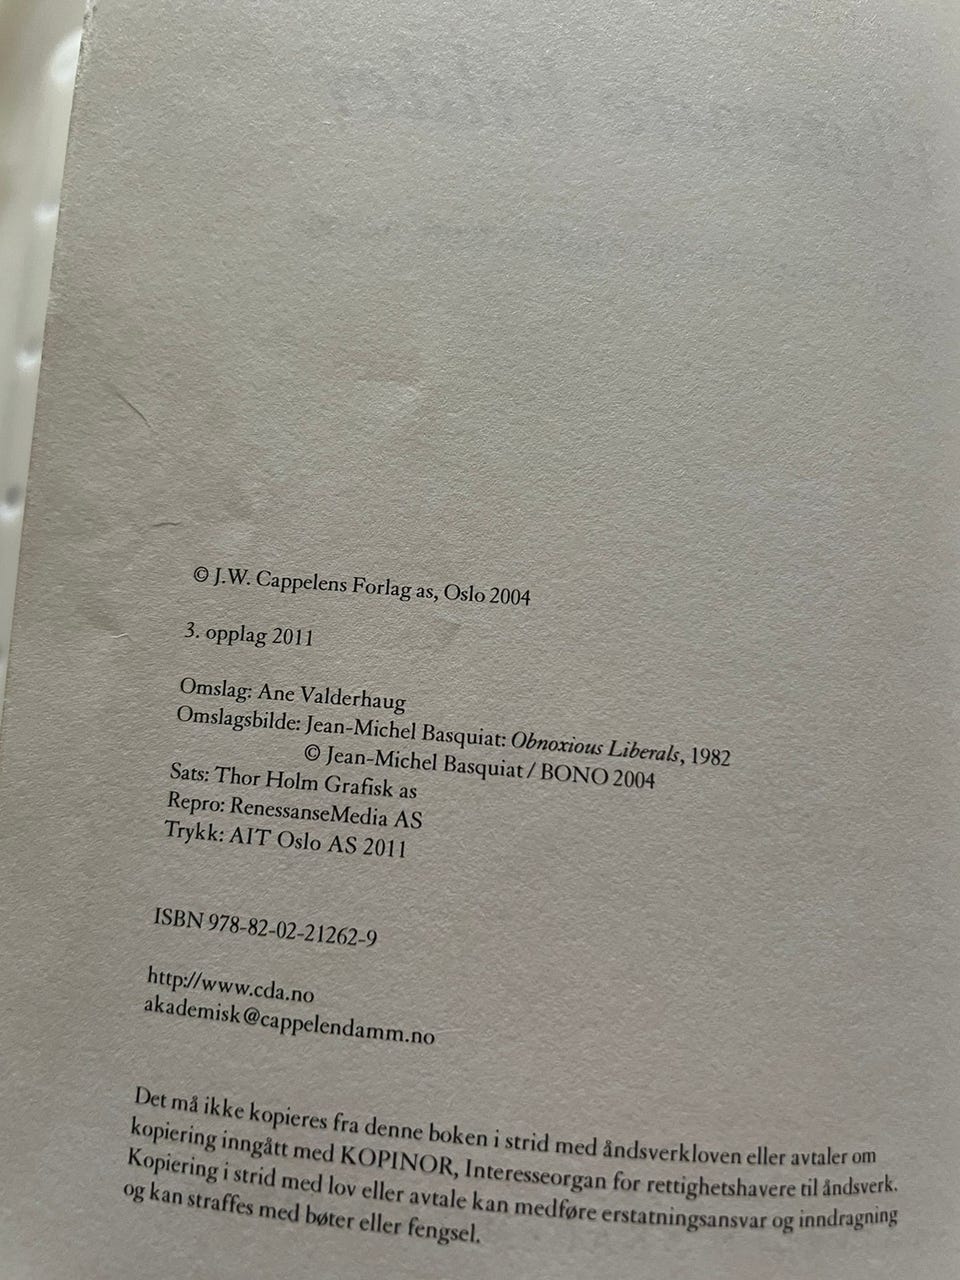 © J.W. Cappelens Forlag as, Oslo 2004
3. opplag 2011
Omslag: Ane Valderhaug
Omslagsbilde: Jean-Michel Basquiat: Obnoxious Liberals, 1982
© Jean-Michel Basquiat / BONO 2004
Sats: Thor Holm Grafisk as
Repro: RenessanseMedia AS
Trykk: AIT Oslo AS 2011
ISBN 978-82-02-21262-9
http://www.cda.no
akademisk@cappelendamm.no
Det må ikke kopieres fra denne boken i strid med åndsverkloven eller avtaler om
kopiering inngått med KOPINOR, Interesseorgan for rettighetshavere til åndsverk.
Kopiering i strid med lov eller avtale kan medføre erstatningsansvar og inndragning
og kan straffes med bøter eller fengsel.